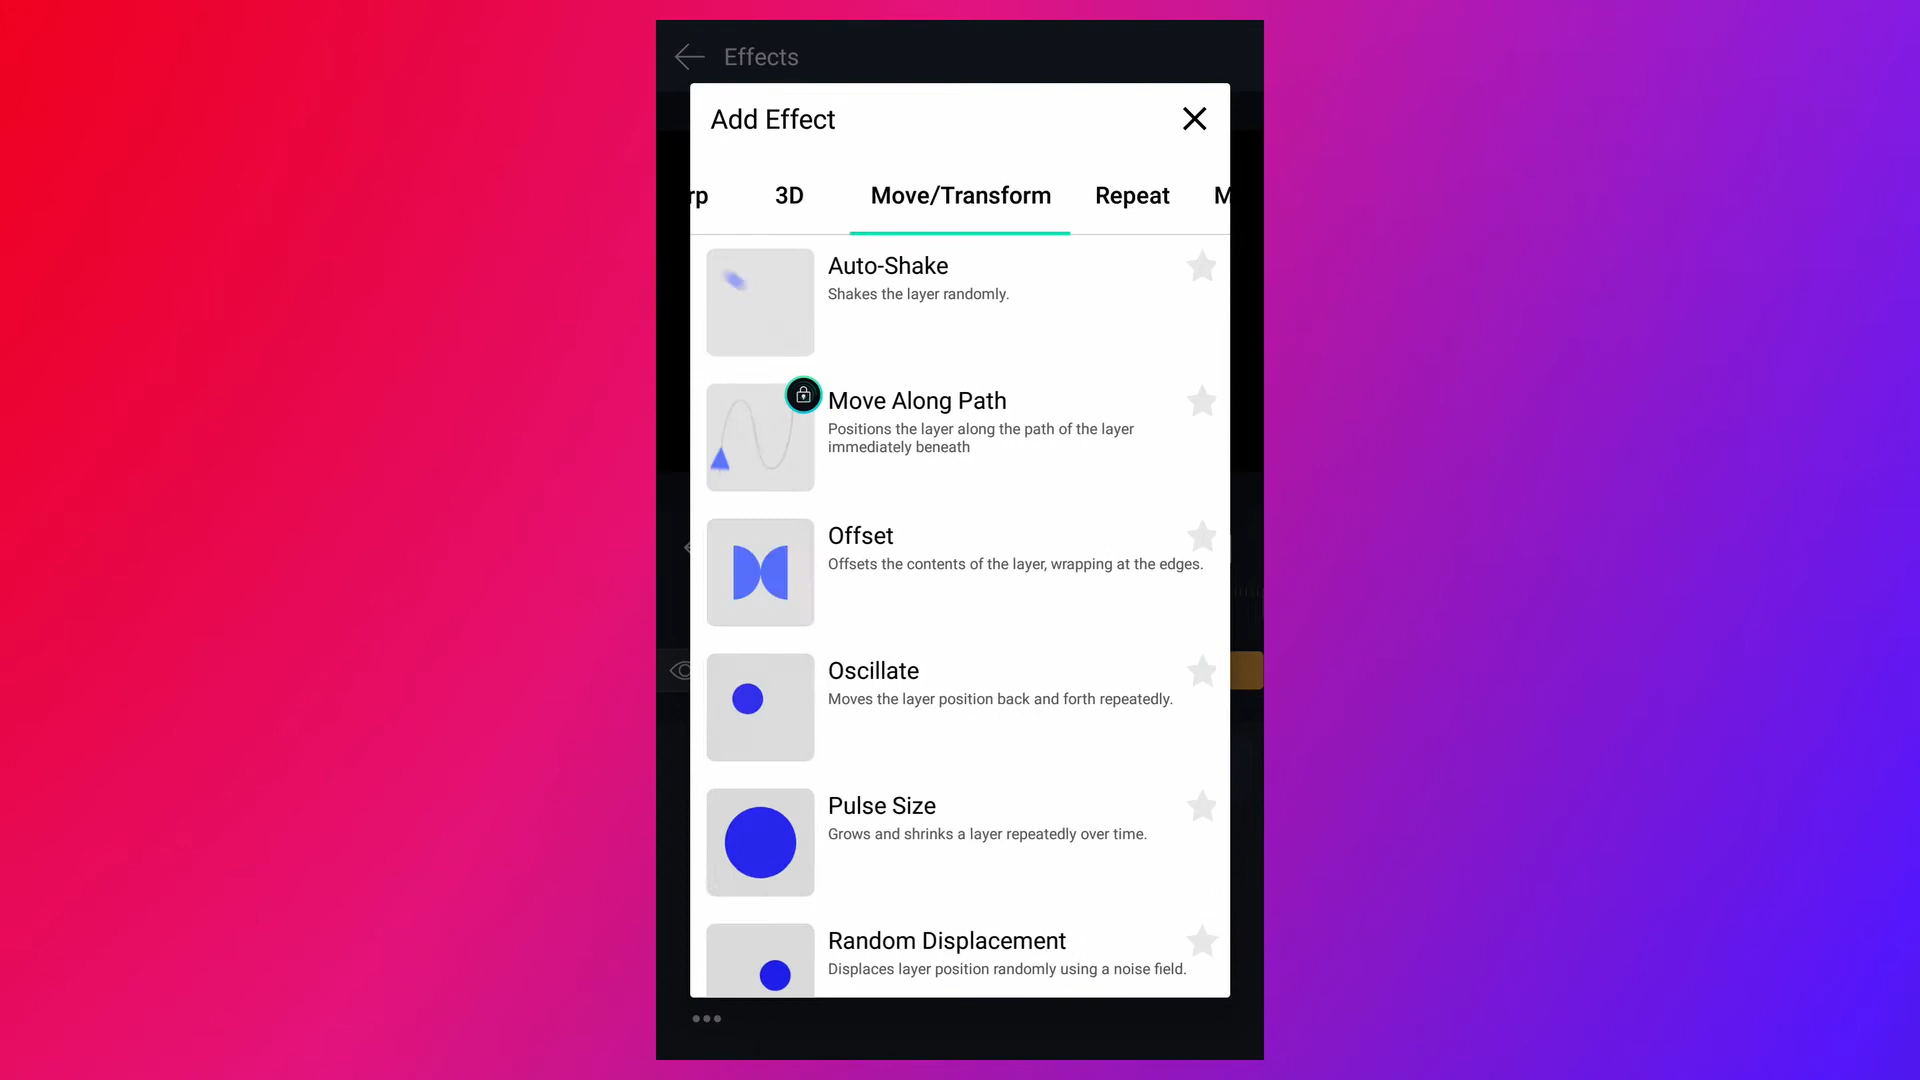 Effects
Add Effect
rp
3D
Move/Transform
Repeat
M
Auto-Shake
Shakes the layer randomly.
Move Along Path
Positions the layer along the path of the layer
immediately beneath
Offset
Offsets the contents of the layer, wrapping at the edges.
Oscillate
Moves the layer position back and forth repeatedly.
Pulse Size
Grows and shrinks a layer repeatedly over time.
Random Displacement
Displaces layer position randomly using a noise field.